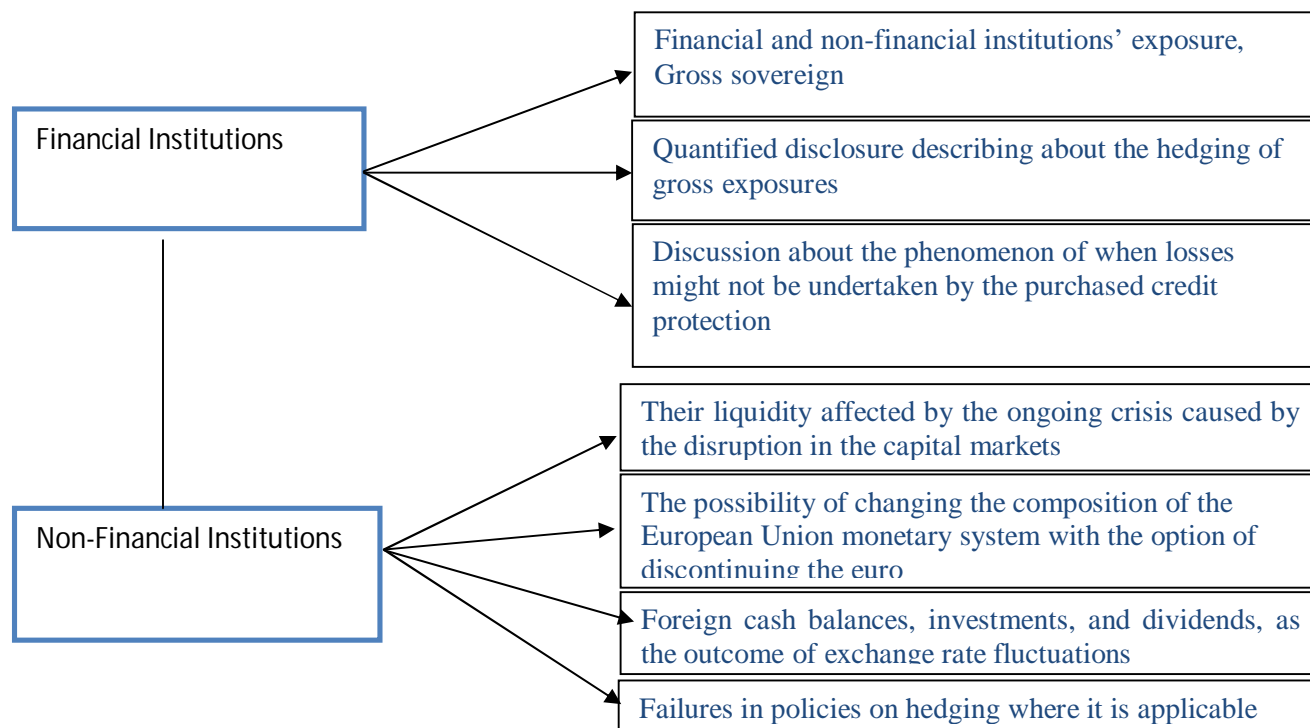 Financial Institutions
Financial and non-financial institutions’ exposure,
Gross sovereign
Quantified disclosure describing about the hedging of
gross exposures
Discussion about the phenomenon of when losses
might not be undertaken by the purchased credit
protection
Non-Financial Institutions
Their liquidity affected by the ongoing crisis caused by
the disruption in the capital markets
The possibility of changing the composition of the
European Union monetary system with the option of
discontinuing the euro
Foreign cash balances, investments, and dividends, as
the outcome of exchange rate fluctuations
Failures in policies on hedging where it is applicable